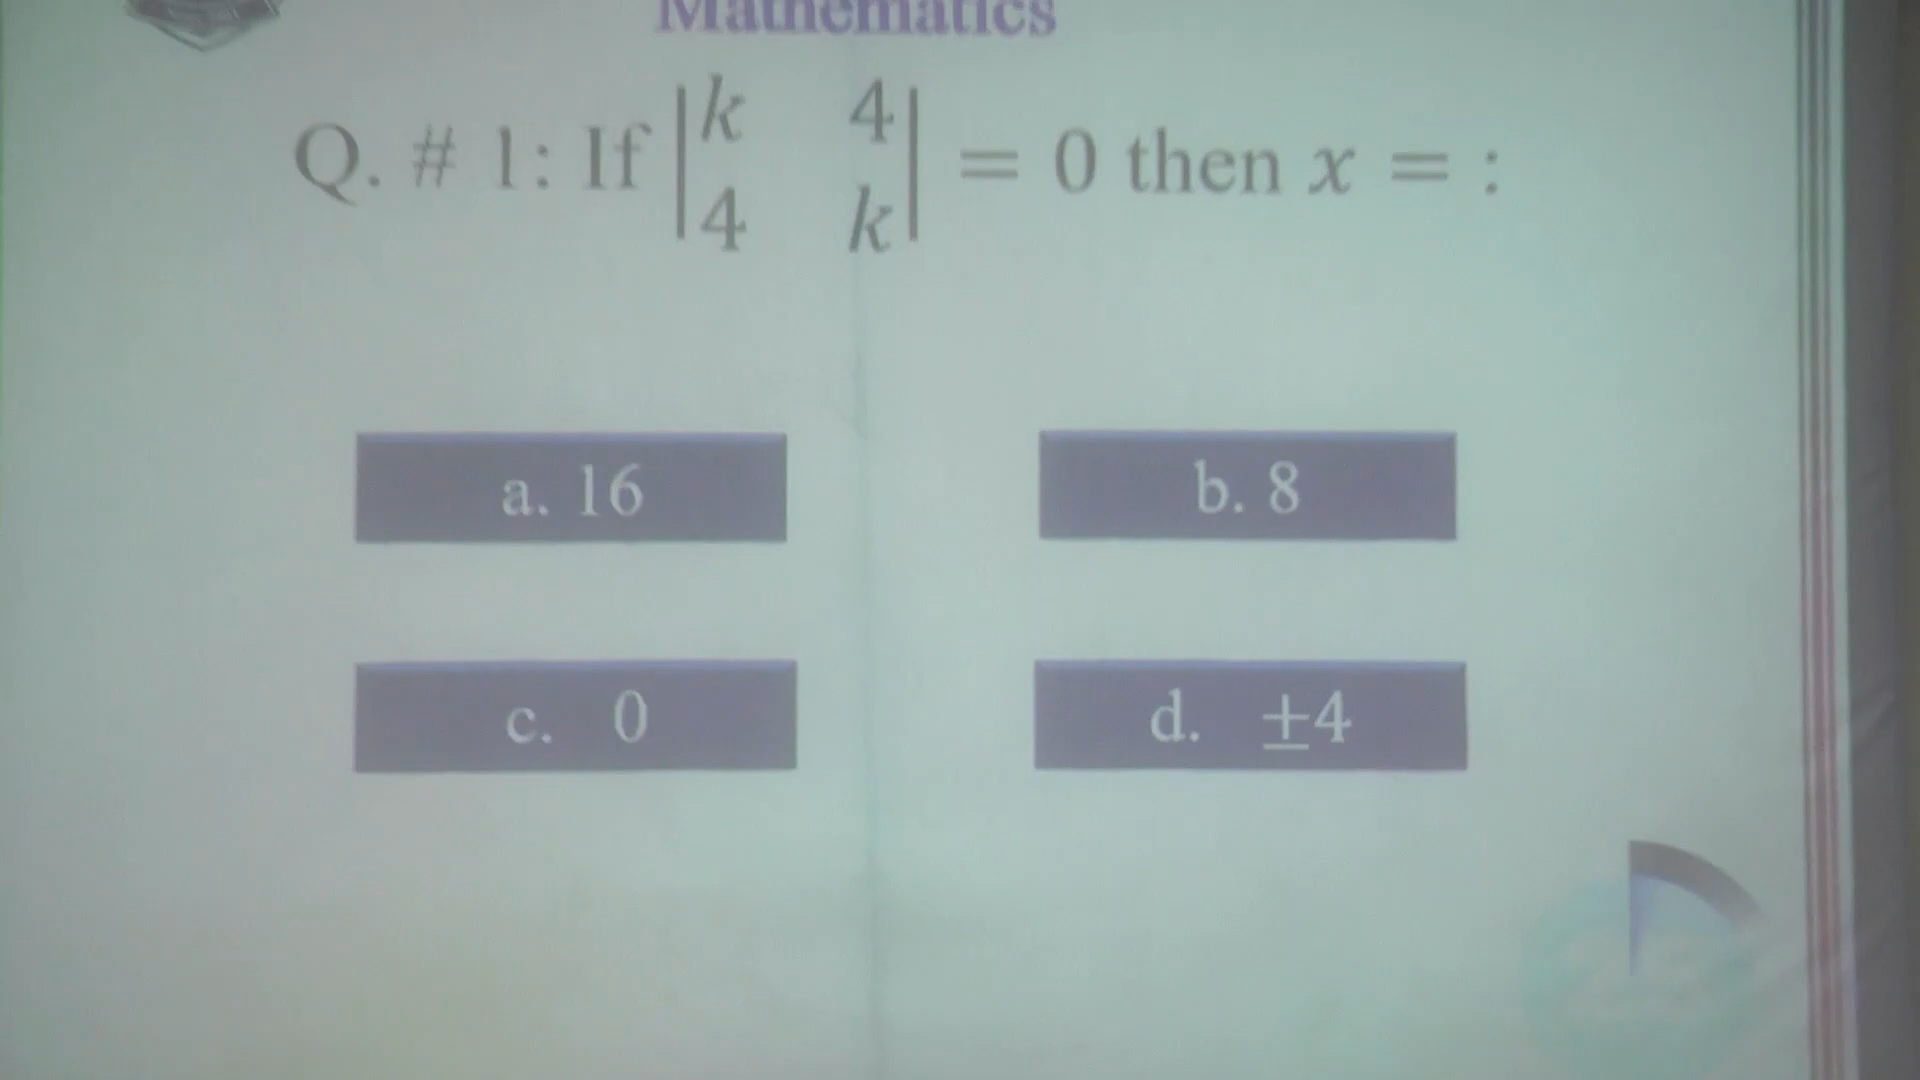 Mathematics
Q. # 1: If |k 4| = 0 then x = :
|4 k|
a. 16
b. 8
c. 0
d. ±4